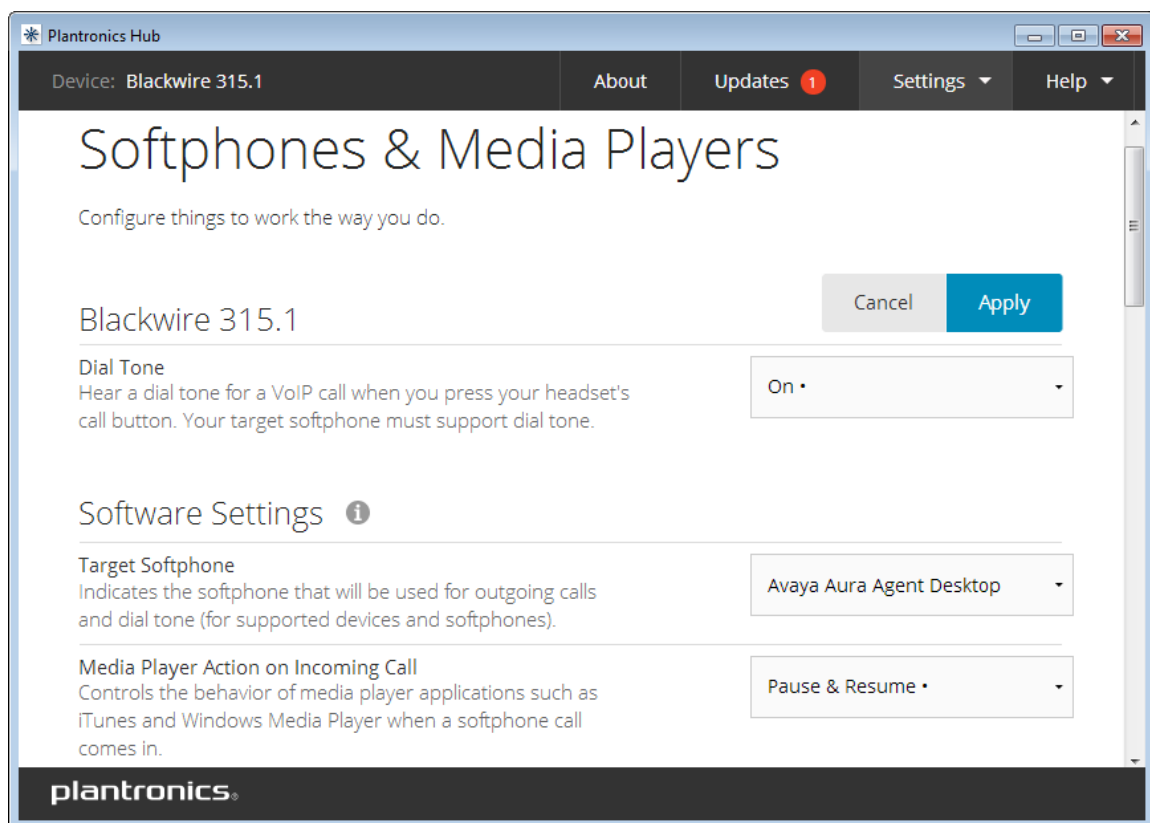 Plantronics Hub
Device: Blackwire 315.1 About Updates 1 Settings Help
Softphones & Media Players
Configure things to work the way you do.
Cancel Apply
Blackwire 315.1
Dial Tone
Hear a dial tone for a VoIP call when you press your headset's
call button. Your target softphone must support dial tone.
On •
Software Settings
Target Softphone
Indicates the softphone that will be used for outgoing calls
and dial tone (for supported devices and softphones).
Avaya Aura Agent Desktop
Media Player Action on Incoming Call
Controls the behavior of media player applications such as
iTunes and Windows Media Player when a softphone call
comes in.
Pause & Resume •
plantronics®